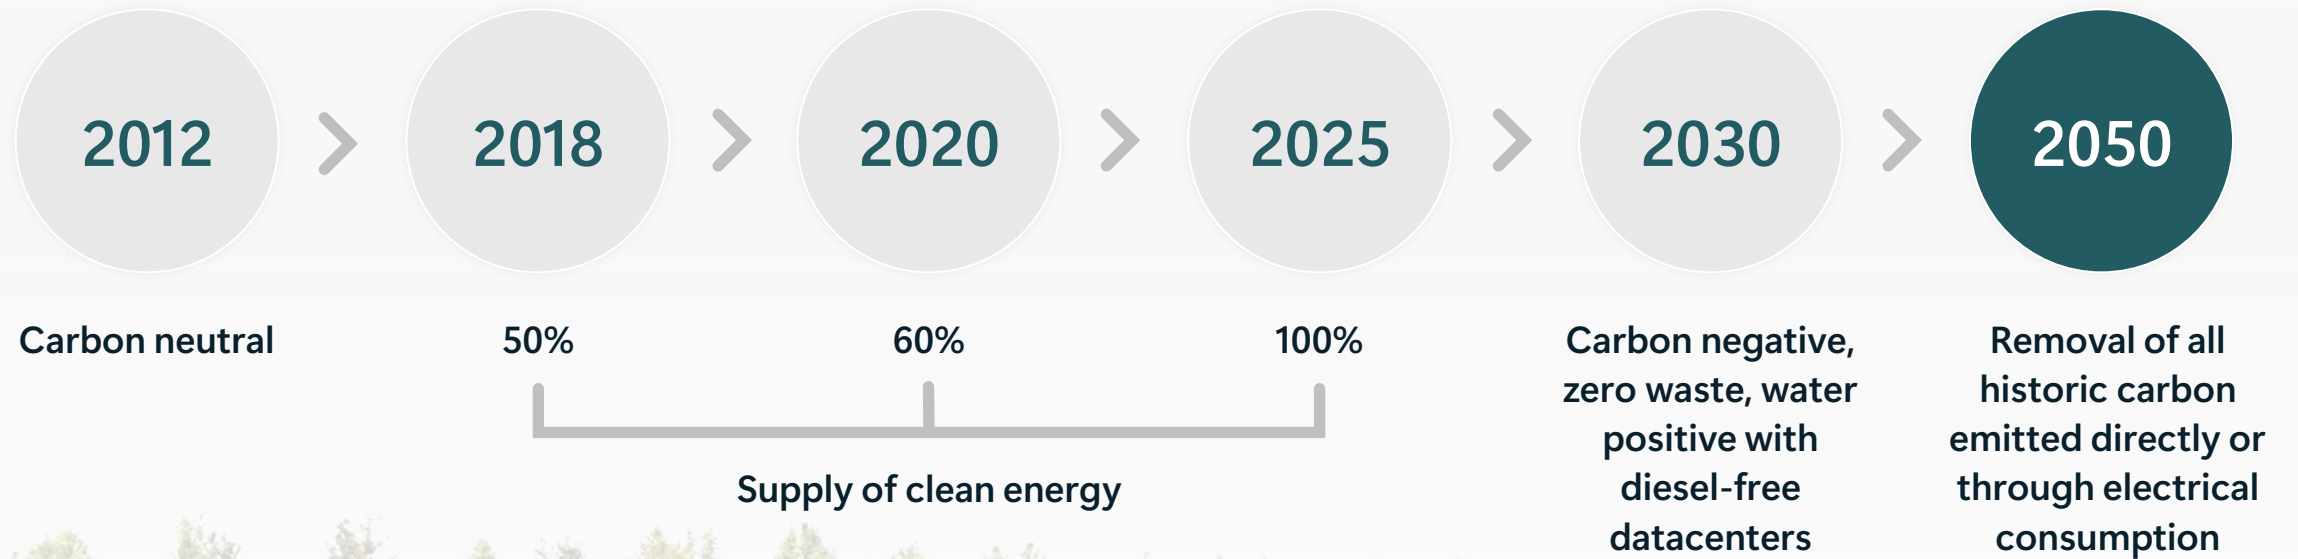 2012
2018
2020
2025
2030
2050
Carbon neutral
50%
60%
100%
Supply of clean energy
Carbon negative,
zero waste, water
positive with
diesel-free
datacenters
Removal of all
historic carbon
emitted directly or
through electrical
consumption